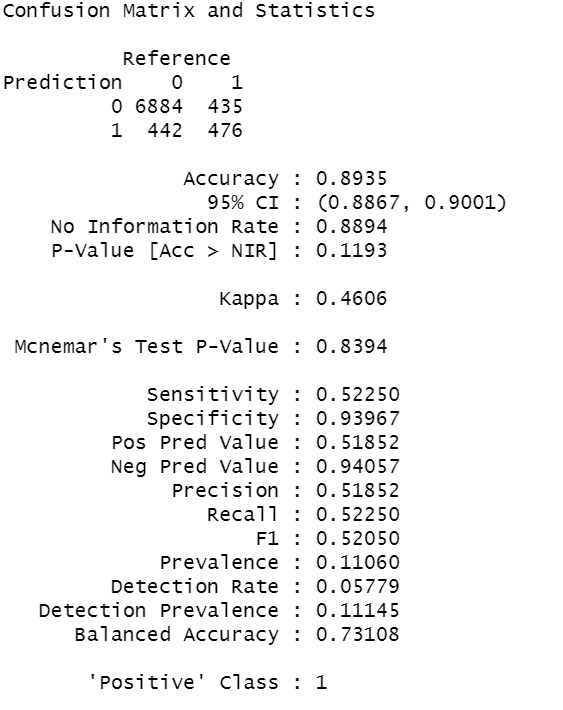 Confusion Matrix and Statistics
Reference
Prediction 0 1
0 6884 435
1 442 476
Accuracy : 0.8935
95% CI : (0.8867, 0.9001)
No Information Rate : 0.8894
P-Value [Acc > NIR] : 0.1193
Kappa : 0.4606
Mcnemar's Test P-Value : 0.8394
Sensitivity : 0.52250
Specificity : 0.93967
Pos Pred Value : 0.51852
Neg Pred Value : 0.94057
Precision : 0.51852
Recall : 0.52250
F1 : 0.52050
Prevalence : 0.11060
Detection Rate : 0.05779
Detection Prevalence : 0.11145
Balanced Accuracy : 0.73108
'Positive' Class : 1